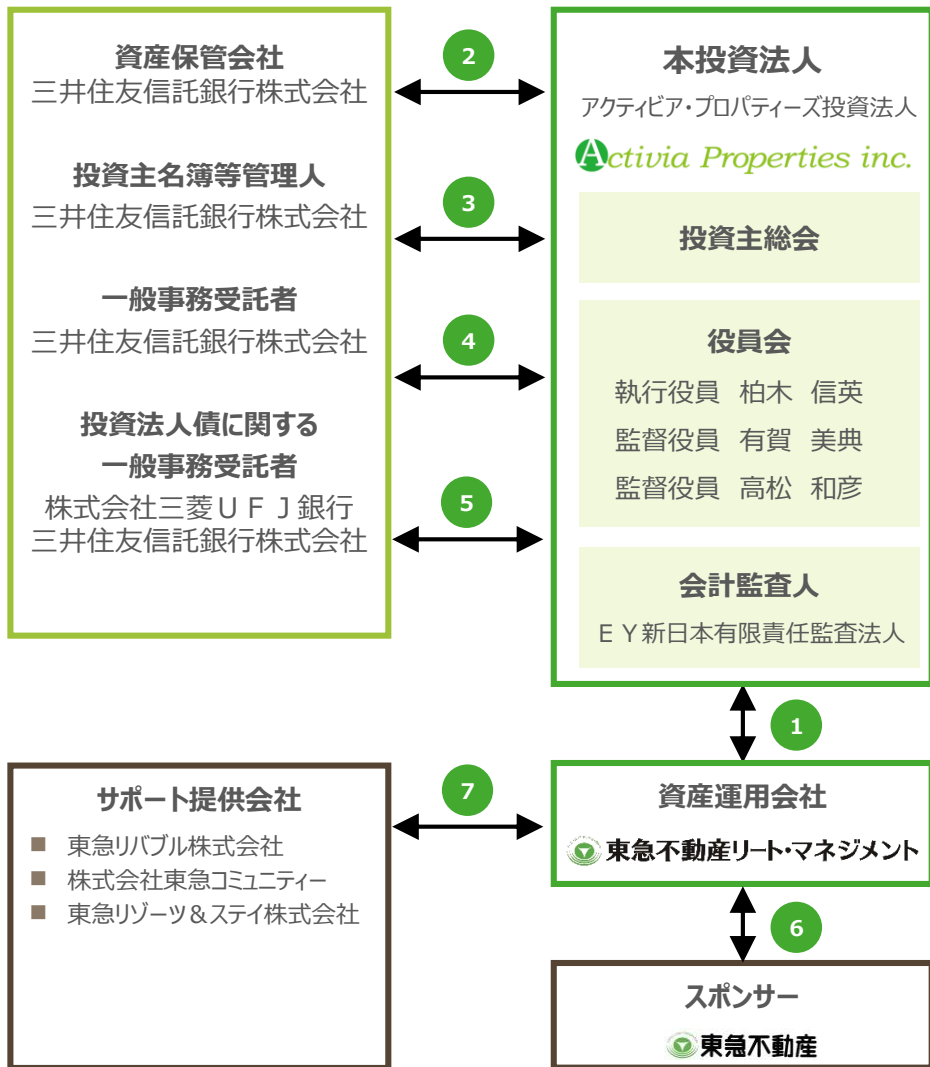 資産保管会社
三井住友信託銀行株式会社
2
投資主名簿等管理人
三井住友信託銀行株式会社
3
一般事務受託者
三井住友信託銀行株式会社
4
投資法人債に関する
一般事務受託者
株式会社三菱ＵＦＪ銀行
三井住友信託銀行株式会社
5
本投資法人
アクティビア・プロパティーズ投資法人
Activia Properties inc.
投資主総会
役員会
執行役員 柏木 信英
監督役員 有賀 美典
監督役員 高松 和彦
会計監査人
ＥＹ新日本有限責任監査法人
1
サポート提供会社
■ 東急リバブル株式会社
■ 株式会社東急コミュニティー
■ 東急リゾーツ＆ステイ株式会社
7
資産運用会社
東急不動産リート・マネジメント
6
スポンサー
東急不動産